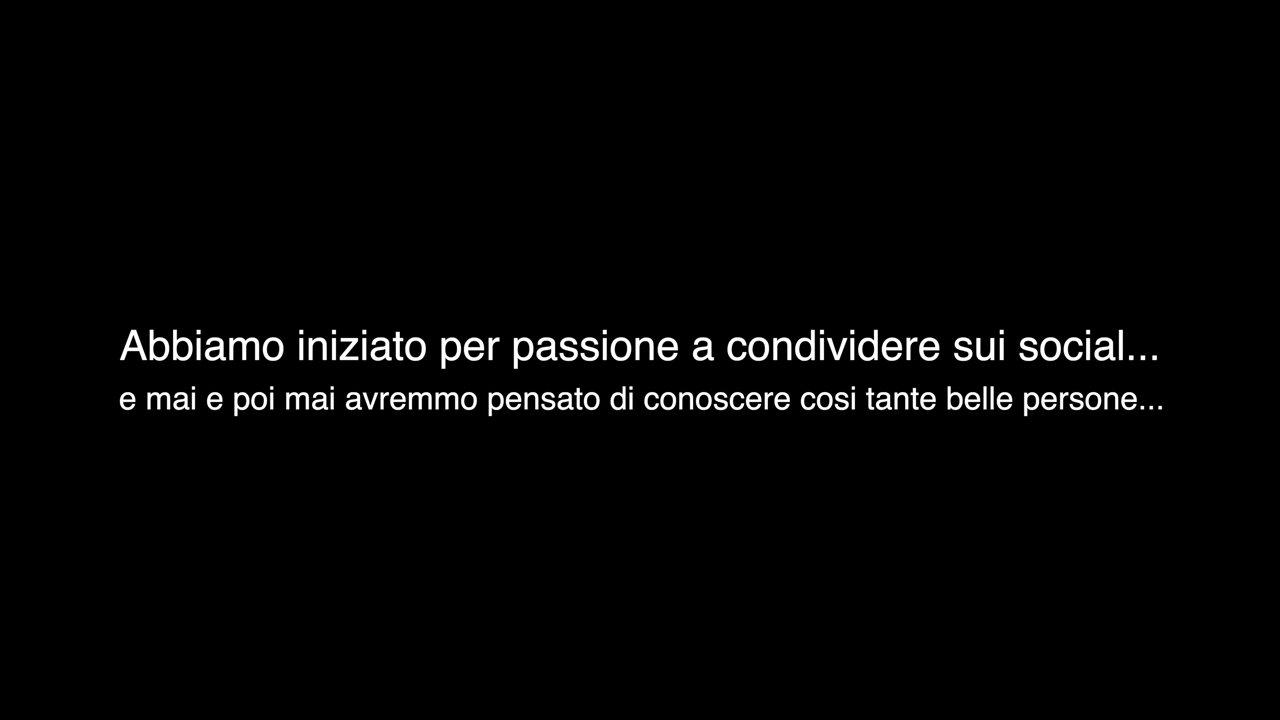 Abbiamo iniziato per passione a condividere sui social...
e mai e poi mai avremmo pensato di conoscere cosi tante belle persone...